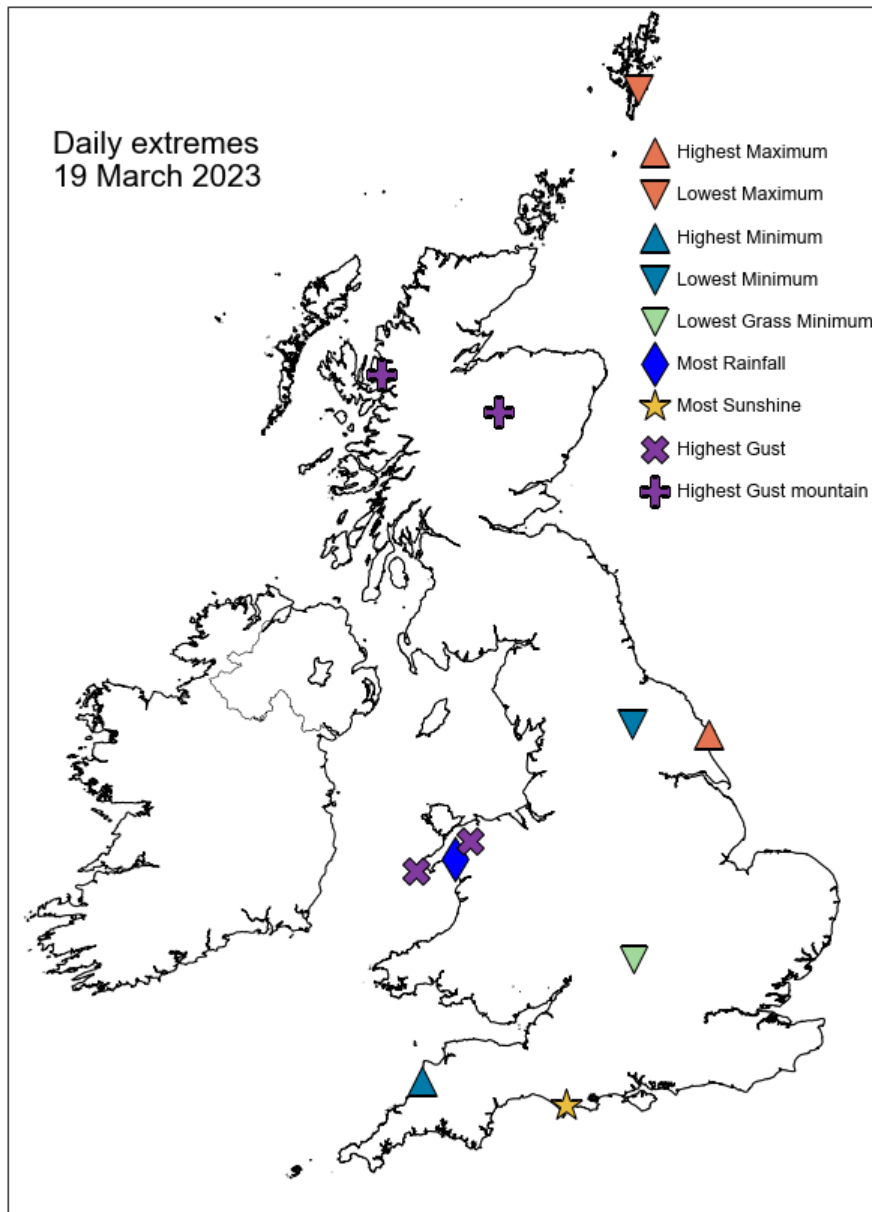 Daily extremes
19 March 2023
Highest Maximum
Lowest Maximum
Highest Minimum
Lowest Minimum
Lowest Grass Minimum
Most Rainfall
Most Sunshine
Highest Gust
Highest Gust mountain